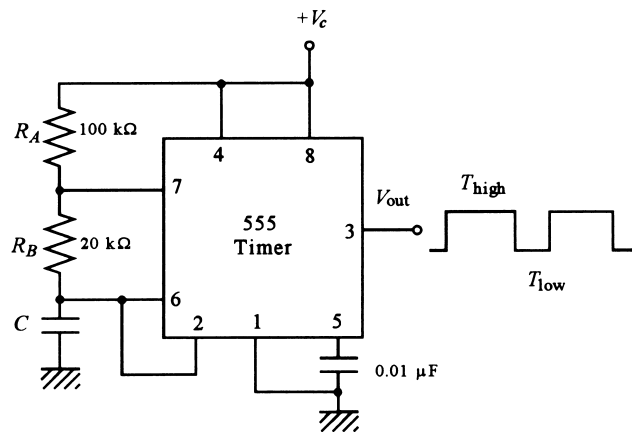 +V_c
R_A 100 kΩ
4 8
7
R_B 20 kΩ
555
Timer
V_out
3
T_high
T_low
6
2 1 5
C
0.01 μF